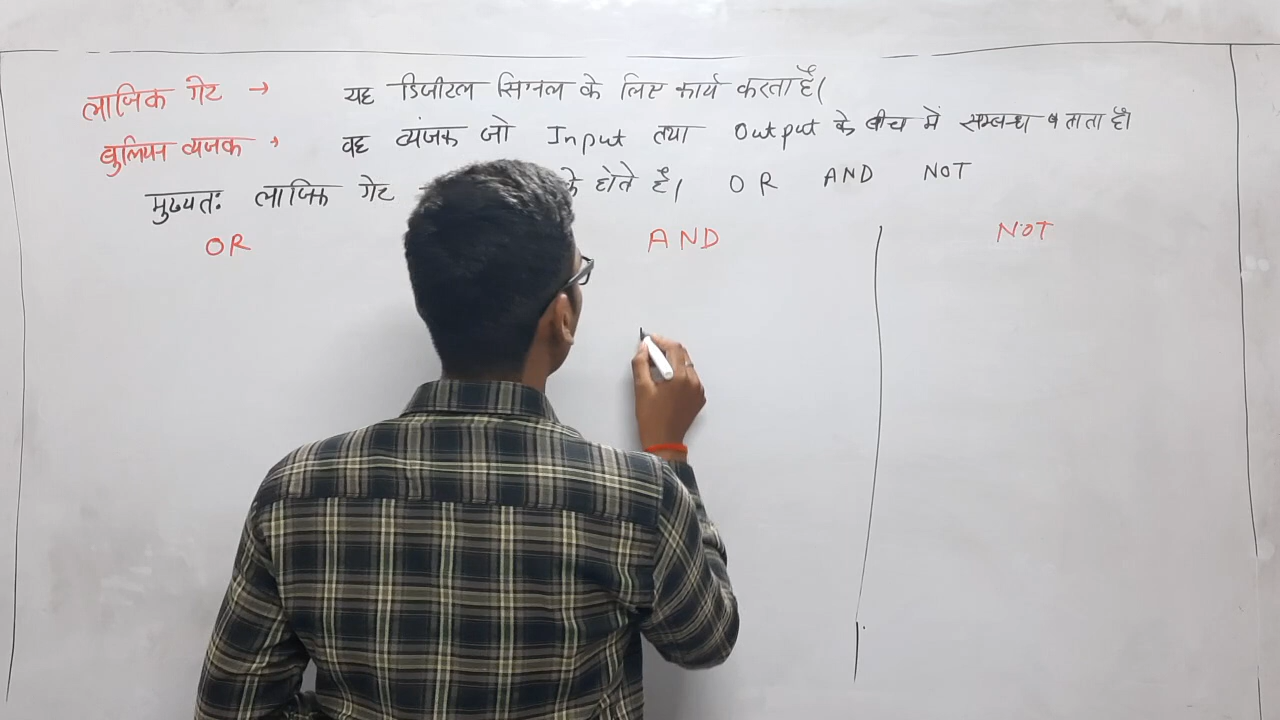 लाजिक गेट → यह डिजीटल सिग्नल के लिए कार्य करता है।
बुलियन व्यजक → वह व्यंजक जो Input तथा Output के बीच में सम्बन्ध बताता है।
मुख्यतः लाजिक गेट के होते है। OR AND NOT
OR AND NOT